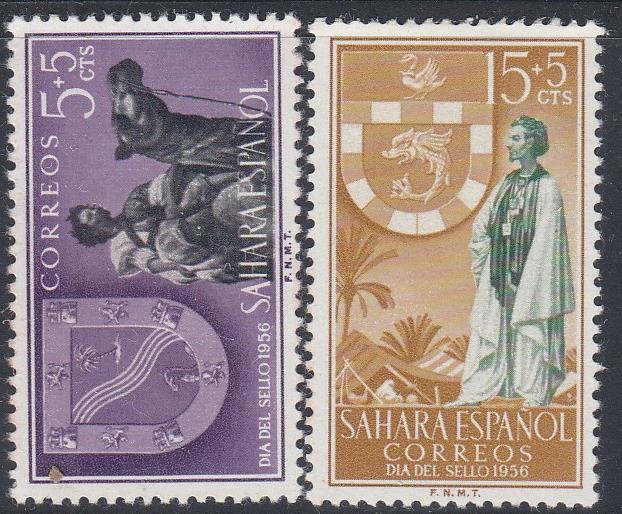 CORREOS 5+5 CTS
SAHARA ESPAÑOL
DIA DEL SELLO 1956
F. N. M. T.
15+5
CTS
SAHARA ESPAÑOL
CORREOS
DIA DEL SELLO 1956
F. N. M. T.